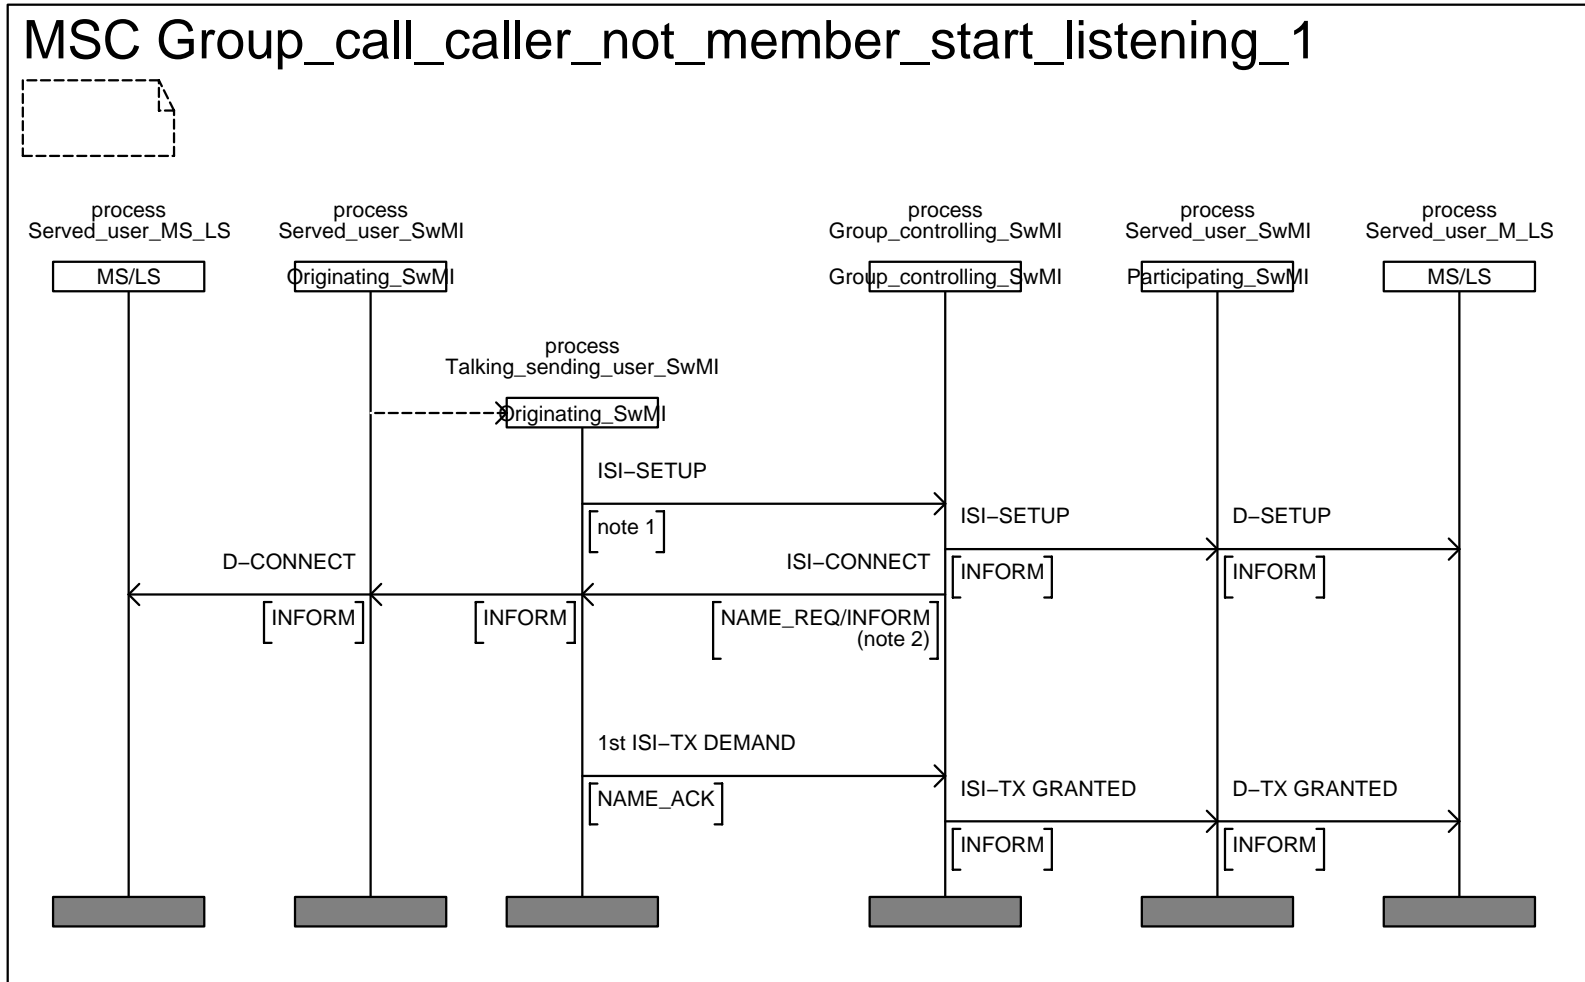 MSC Group_call_caller_not_member_start_listening_1
process
Served_user_MS_LS
process
Served_user_SwMI
process
Group_controlling_SwMI
process
Served_user_SwMI
process
Served_user_M_LS
MS/LS
Originating_SwMI
Group_controlling_SwMI
Participating_SwMI
MS/LS
process
Talking_sending_user_SwMI
Originating_SwMI
ISI–SETUP
note 1
ISI–SETUP
D–SETUP
D–CONNECT
ISI–CONNECT
INFORM
INFORM
INFORM
INFORM
NAME_REQ/INFORM
(note 2)
1st ISI–TX DEMAND
NAME_ACK
ISI–TX GRANTED
D–TX GRANTED
INFORM
INFORM